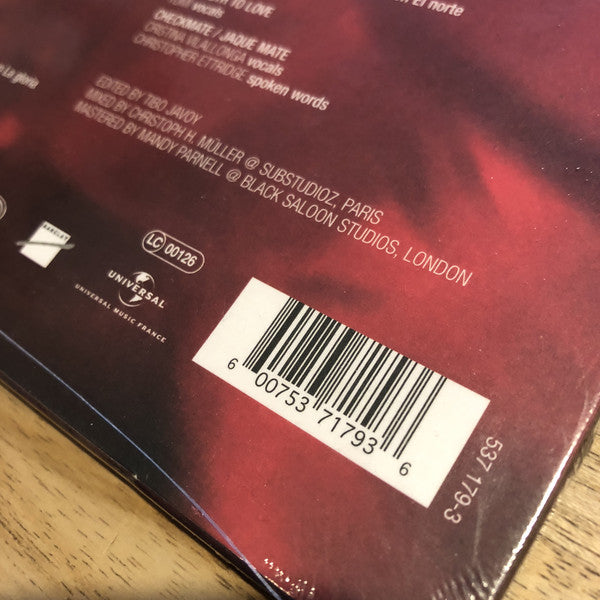 El norte
TO LOVE
vocals
CHECKMATE / JAQUE MATE
CRISTINA VILALLONGA vocals
CHRISTOPHER ETTRIDGE spoken words
EDITED BY TIBO JAVOY
MIXED BY CHRISTOPH H. MÜLLER @ SUBSTUDIOZ, PARIS
MASTERED BY MANDY PARNELL @ BLACK SALOON STUDIOS, LONDON
BARCLAY
LC 00126
UNIVERSAL
UNIVERSAL MUSIC FRANCE
6 00753 71793 6
537 179-3